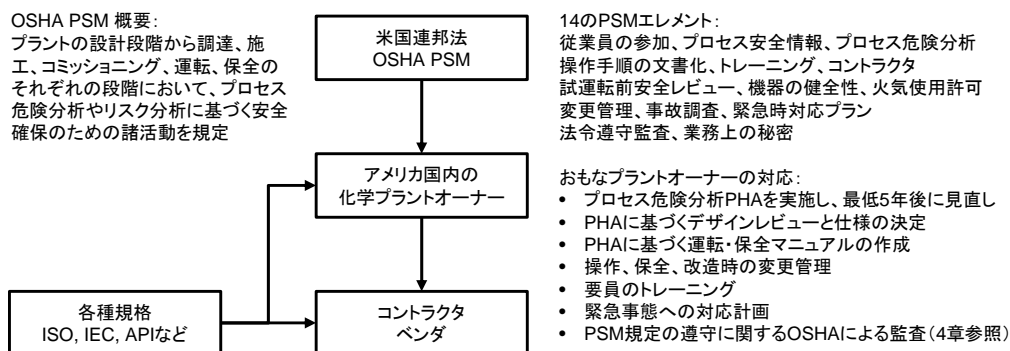 OSHA PSM 概要:
プラントの設計段階から調達、施
工、コミッショニング、運転、保全の
それぞれの段階において、プロセス
危険分析やリスク分析に基づく安全
確保のための諸活動を規定
米国連邦法
OSHA PSM
14のPSMエレメント:
従業員の参加、プロセス安全情報、プロセス危険分析
操作手順の文書化、トレーニング、コントラクタ
試運転前安全レビュー、機器の健全性、火気使用許可
変更管理、事故調査、緊急時対応プラン
法令遵守監査、業務上の秘密
アメリカ国内の
化学プラントオーナー
おもなプラントオーナーの対応:
• プロセス危険分析PHAを実施し、最低5年後に見直し
• PHAに基づくデザインレビューと仕様の決定
• PHAに基づく運転・保全マニュアルの作成
• 操作、保全、改造時の変更管理
• 要員のトレーニング
• 緊急事態への対応計画
• PSM規定の遵守に関するOSHAによる監査(4章参照)
各種規格
ISO, IEC, APIなど
コントラクタ
ベンダ